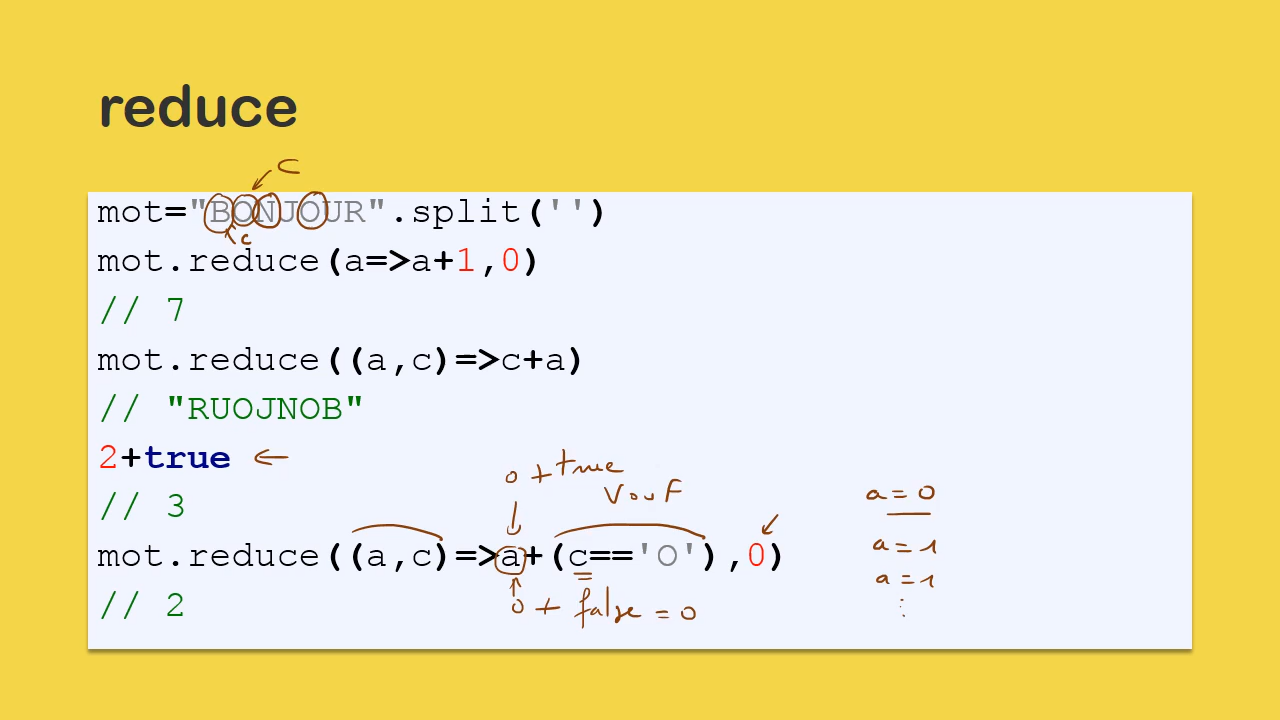 reduce
C
mot="BONJOUR".split('')
c
mot.reduce(a=>a+1,0)
// 7
mot.reduce((a,c)=>c+a)
// "RUOJNOB"
2+true ←
0 + true
V ou F
a = 0
// 3
a = 1
mot.reduce((a,c)=>a+(c=='O'),0)
a = 1
⋮
// 2
0 + false = 0